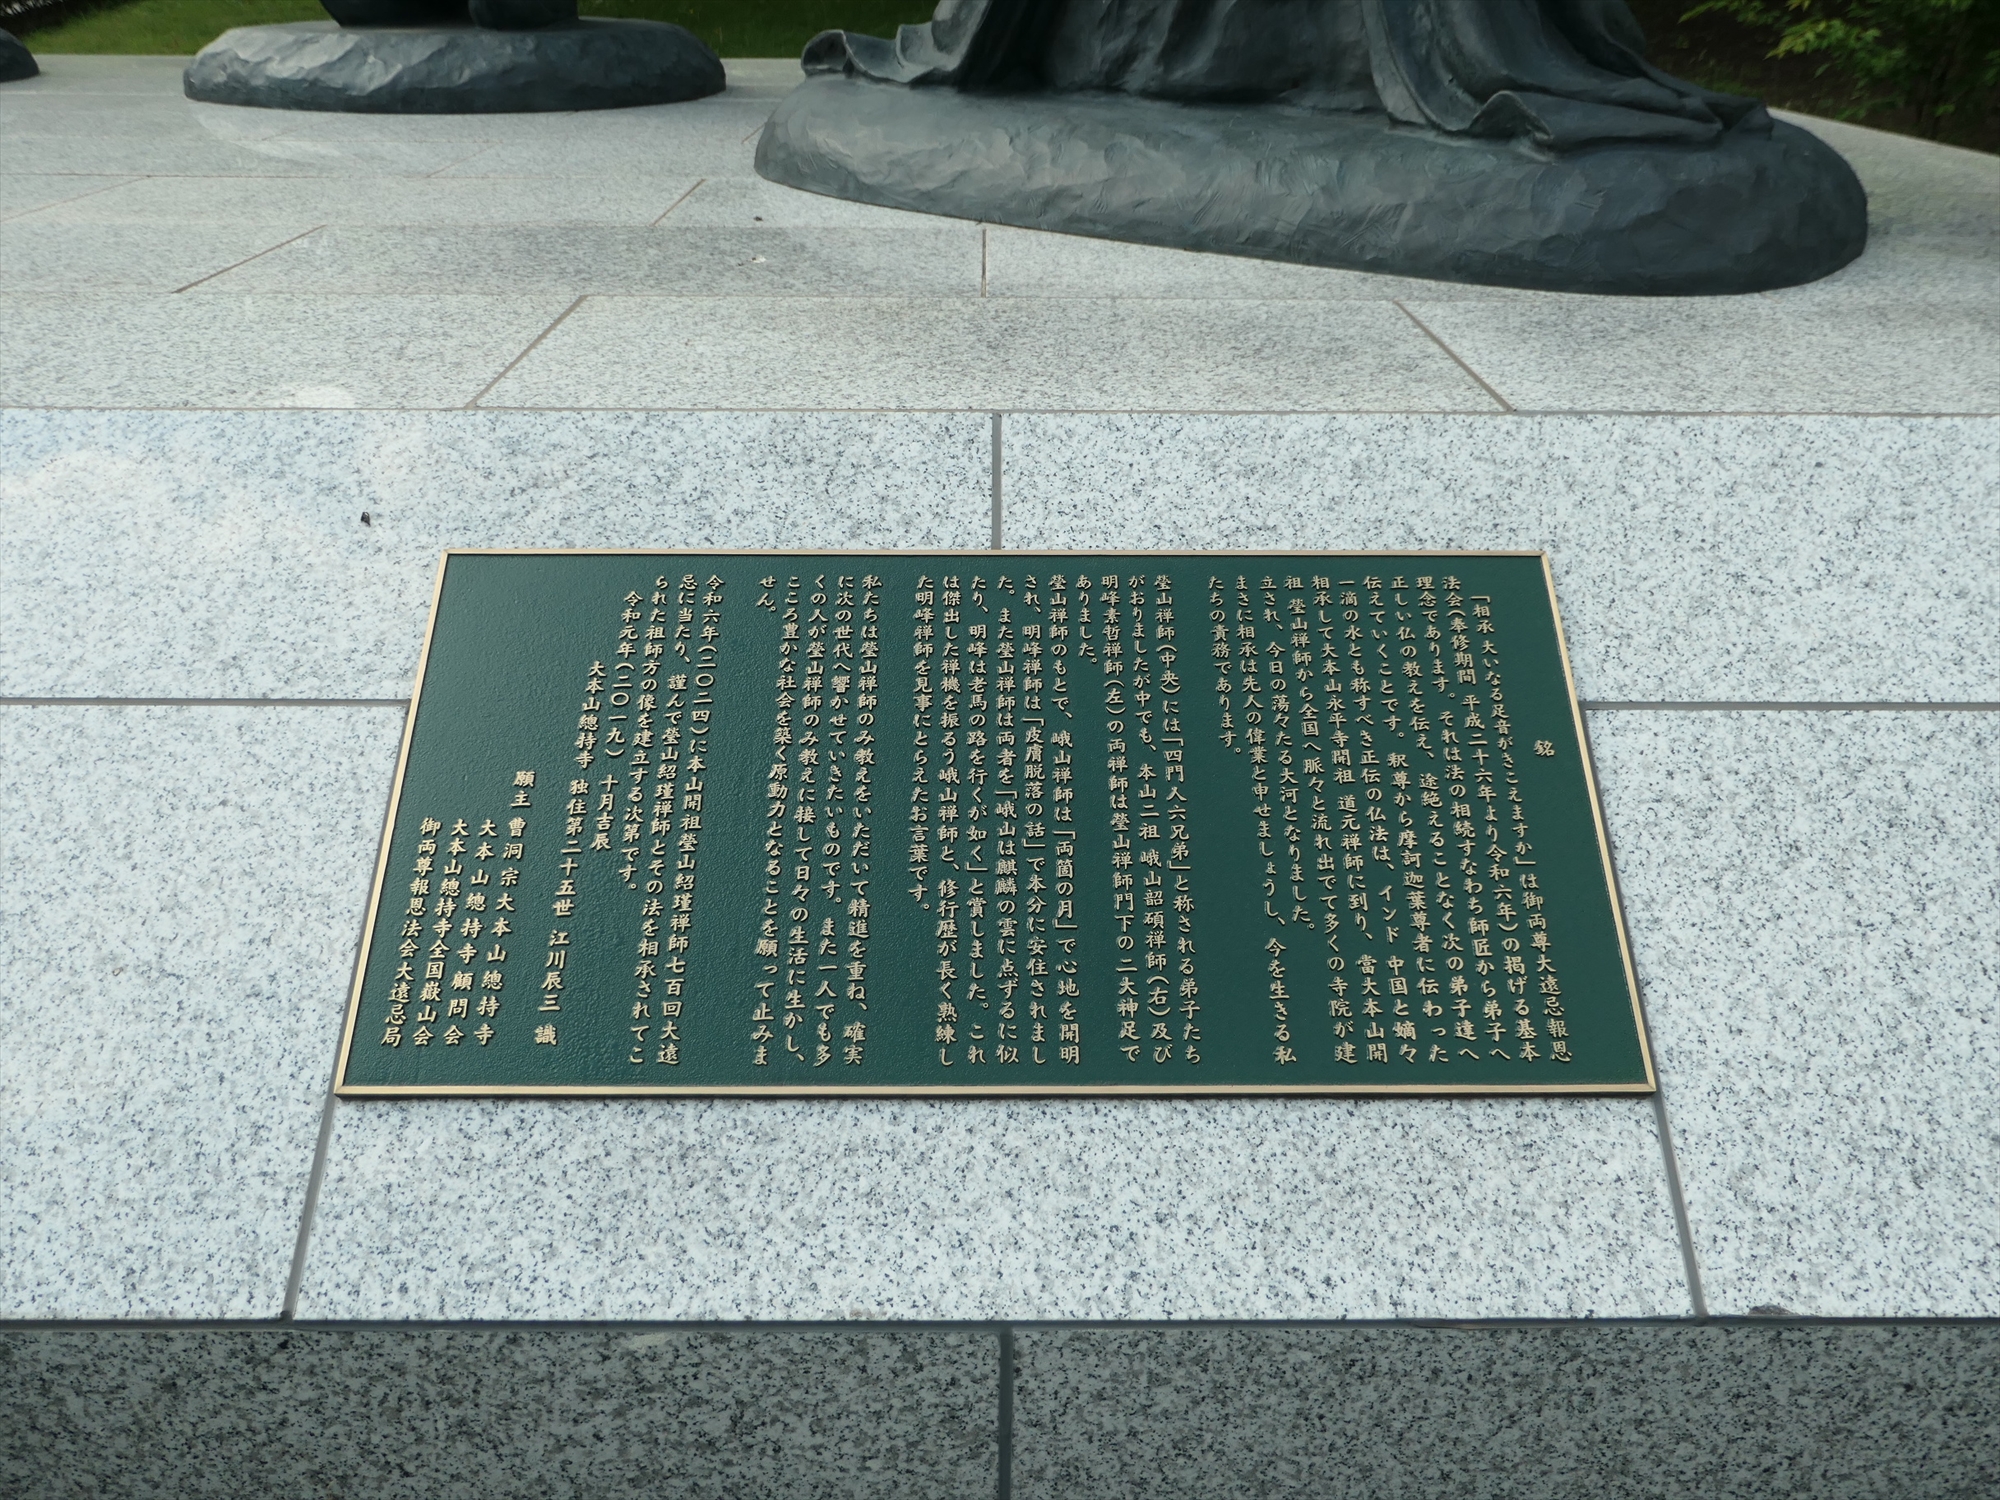 銘
「相承 大いなる足音がきこえますか」は御両尊大遠忌報恩
法会(奉修期間 平成二十六年より令和六年)の掲げる基本
理念であります。それは法の相続すなわち師匠から弟子へ
正しい仏の教えを伝え、途絶えることなく次の弟子達へ
伝えていくことです。釈尊から摩訶迦葉尊者に伝わった
一滴の水とも称すべき正伝の仏法は、インド 中国と嫡々
相承して大本山永平寺開祖 道元禅師に到り、當大本山開
祖 瑩山禅師から全国へ脈々と流れ出でて多くの寺院が建
立され、今日の蕩々たる大河となりました。
まさに相承は先人の偉業と申せましょうし、今を生きる私
たちの責務であります。
瑩山禅師(中央)には「四門人六兄弟」と称される弟子たち
がおりましたが中でも、本山二祖 峨山韶碩禅師(右)及び
明峰素哲禅師(左)の両禅師は瑩山禅師門下の二大神足で
ありました。
瑩山禅師のもとで、峨山禅師は「両箇の月」で心地を開明
され、明峰禅師は「皮膚脱落の話」で本分に安住されまし
た。また瑩山禅師は両者を「峨山は麒麟の雲に点ずるに似
たり、明峰は老馬の路を行くが如く」と賞しました。これ
は傑出した禅機を振るう峨山禅師と、修行歴が長く熟練し
た明峰禅師を見事にとらえたお言葉です。
私たちは瑩山禅師のみ教えをいただいて精進を重ね、確実
に次の世代へ響かせていきたいものです。また一人でも多
くの人が瑩山禅師のみ教えに接して日々の生活に生かし、
こころ豊かな社会を築く原動力となることを願って止みま
せん。
令和六年(二〇二四)に本山開祖瑩山紹瑾禅師七百回大遠
忌に当たり、謹んで瑩山紹瑾禅師とその法を相承されてこ
られた祖師方の像を建立する次第です。
令和元年(二〇一九) 十月吉辰
大本山總持寺 独住第二十五世 江川辰三 識
願主 曹洞宗大本山總持寺
大本山總持寺顧問会
大本山總持寺全国嶽山会
御両尊報恩法会大遠忌局